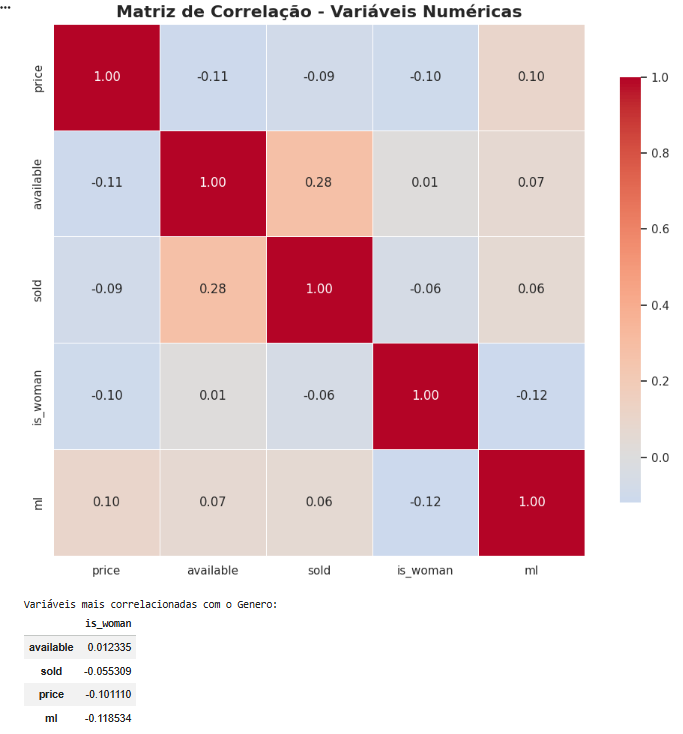 ...
Matriz de Correlação - Variáveis Numéricas
price 1.00 -0.11 -0.09 -0.10 0.10
available -0.11 1.00 0.28 0.01 0.07
sold -0.09 0.28 1.00 -0.06 0.06
is_woman -0.10 0.01 -0.06 1.00 -0.12
ml 0.10 0.07 0.06 -0.12 1.00
price available sold is_woman ml
1.0
0.8
0.6
0.4
0.2
0.0
Variáveis mais correlacionadas com o Genero:
is_woman
available 0.012335
sold -0.055309
price -0.101110
ml -0.118534